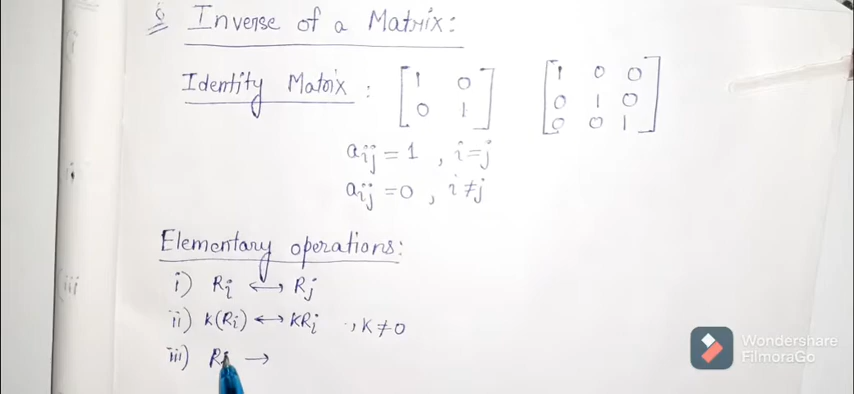 Inverse of a Matrix:
Identity Matrix : [1 0
0 1] [1 0 0
0 1 0
0 0 1]
aij = 1 , i=j
aij = 0 , i≠j
Elementary operations:
i) Ri ↔ Rj
ii) K(Ri) ↔ KRi , K≠0
iii) Ri →
Wondershare
FilmoraGo